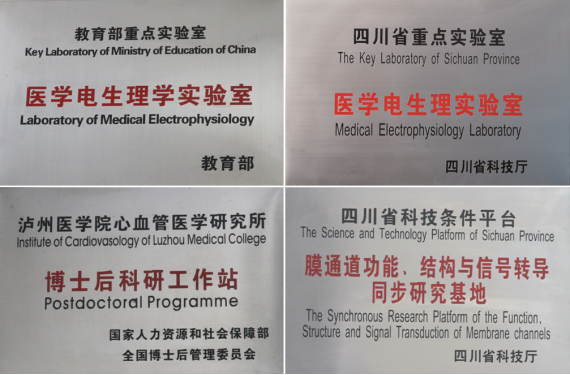 教育部重点实验室
Key Laboratory of Ministry of Education of China
医学电生理学实验室
Laboratory of Medical Electrophysiology
教育部
四川省重点实验室
The Key Laboratory of Sichuan Province
医学电生理实验室
Medical Electrophysiology Laboratory
四川省科技厅
泸州医学院心血管医学研究所
Institute of Cardiovasology of Luzhou Medical College
博士后科研工作站
Postdoctoral Programme
国家人力资源和社会保障部
全国博士后管理委员会
四川省科技条件平台
The Science and Technology Platform of Sichuan Province
膜通道功能、结构与信号转导
同步研究基地
The Synchronous Research Platform of the Function,
Structure and Signal Transduction of Membrane channels
四川省科技厅